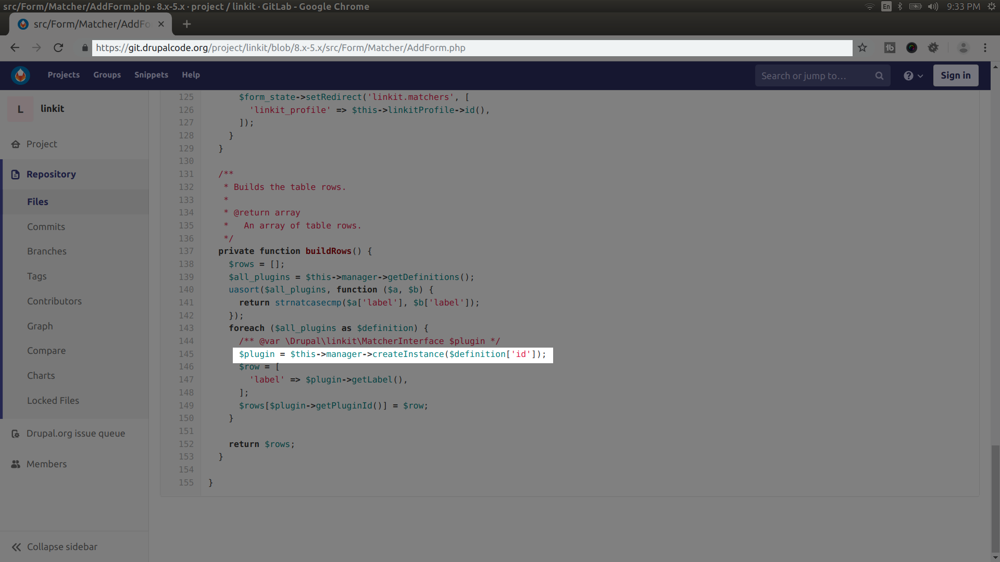 src/Form/Matcher/AddForm.php · 8.x-5.x · project / linkit · GitLab - Google Chrome
En
9:33 PM
src/Form/Matcher/AddFo
https://git.drupalcode.org/project/linkit/blob/8.x-5.x/src/Form/Matcher/AddForm.php
Projects
Groups
Snippets
Help
Search or jump to…
Sign in
L
linkit
Project
Repository
Files
Commits
Branches
Tags
Contributors
Graph
Compare
Charts
Locked Files
Drupal.org issue queue
Members
Collapse sidebar
125 $form_state->setRedirect('linkit.matchers', [
126 'linkit_profile' => $this->linkitProfile->id(),
127 ]);
128 }
129 }
130
131 /**
132 * Builds the table rows.
133 *
134 * @return array
135 * An array of table rows.
136 */
137 private function buildRows() {
138 $rows = [];
139 $all_plugins = $this->manager->getDefinitions();
140 uasort($all_plugins, function ($a, $b) {
141 return strnatcasecmp($a['label'], $b['label']);
142 });
143 foreach ($all_plugins as $definition) {
144 /** @var \Drupal\linkit\MatcherInterface $plugin */
145 $plugin = $this->manager->createInstance($definition['id']);
146 $row = [
147 'label' => $plugin->getLabel(),
148 ];
149 $rows[$plugin->getPluginId()] = $row;
150 }
151
152 return $rows;
153 }
154
155 }